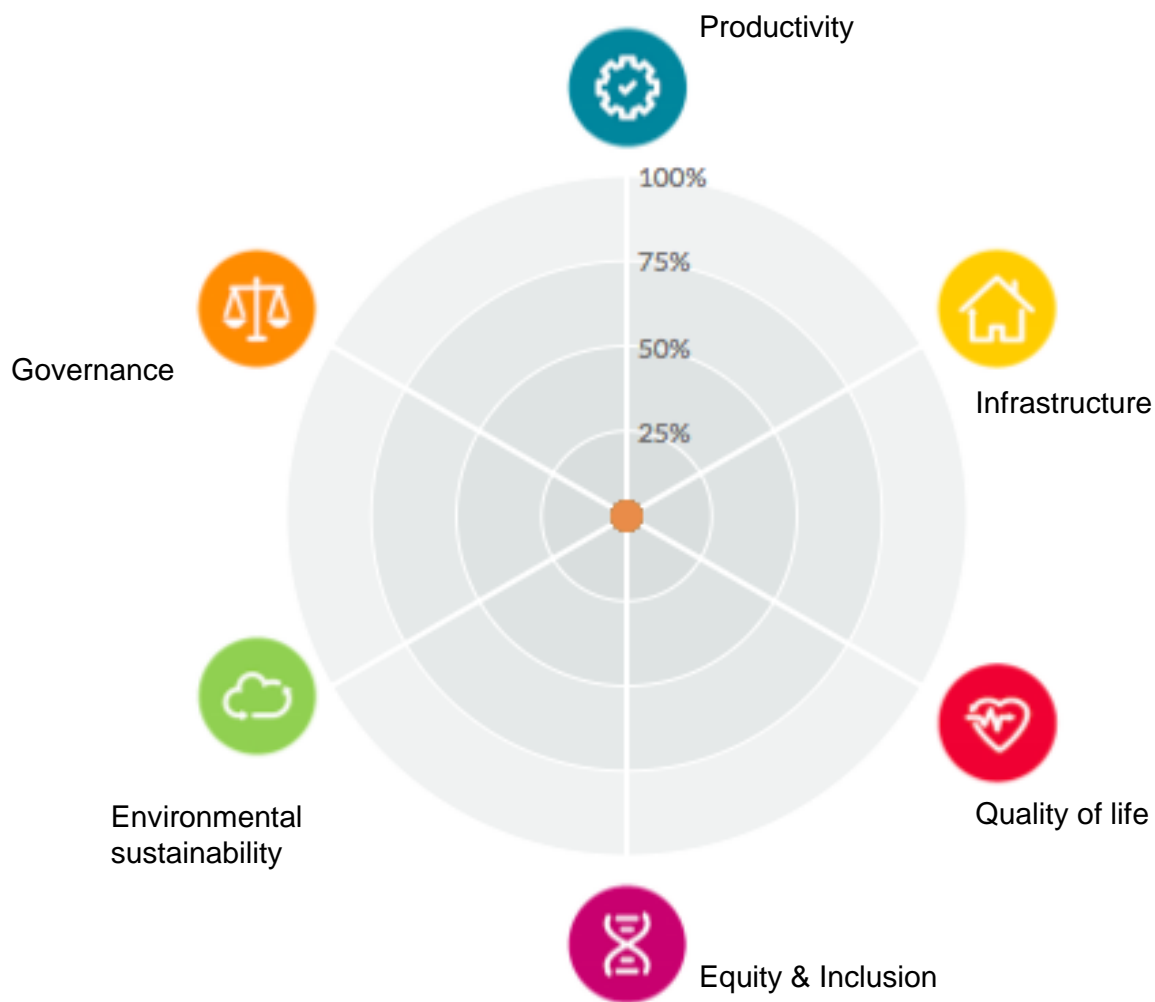 Productivity
100%
75%
50%
25%
Governance
Infrastructure
Environmental
sustainability
Quality of life
Equity & Inclusion